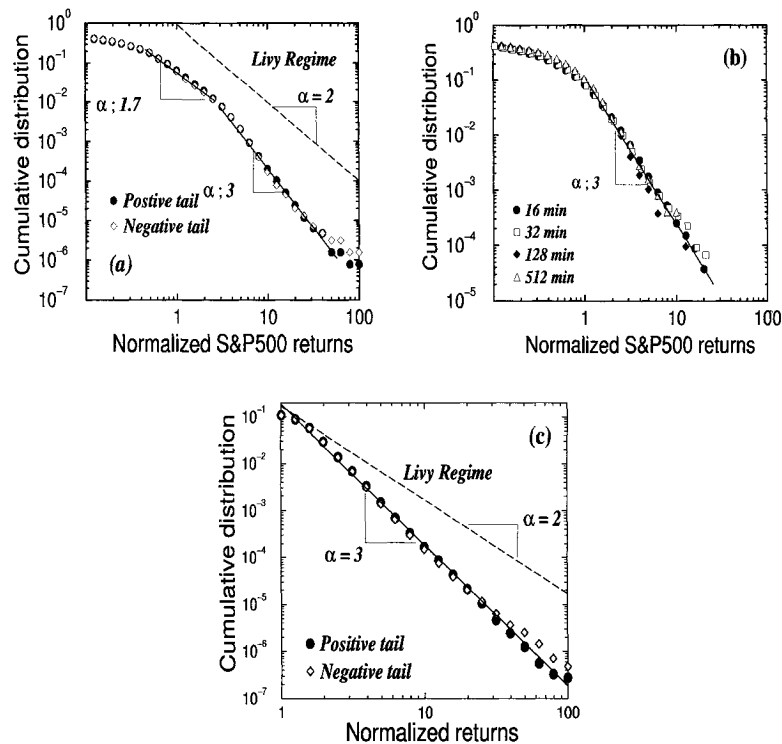 Cumulative distribution
10^0
10^-1
10^-2
10^-3
10^-4
10^-5
10^-6
10^-7
Livy Regime
α = 2
α ; 1.7
α ; 3
Postive tail
Negative tail
(a)
1
10
100
Normalized S&P500 returns
Cumulative distribution
10^0
10^-1
10^-2
10^-3
10^-4
10^-5
(b)
α ; 3
16 min
32 min
128 min
512 min
1
10
100
Normalized S&P500 returns
Cumulative distribution
10^-1
10^-2
10^-3
10^-4
10^-5
10^-6
10^-7
(c)
Livy Regime
α = 2
α = 3
Positive tail
Negative tail
1
10
100
Normalized returns